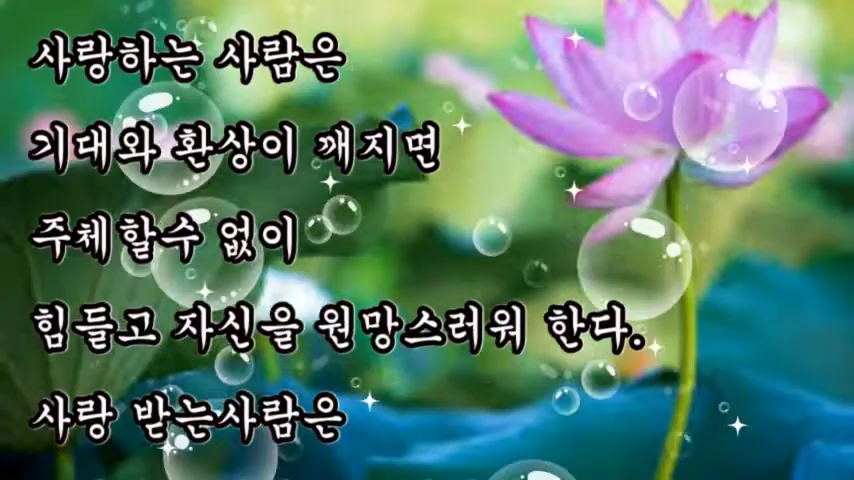 사랑하는 사람은
기대와 환상이 깨지면
주체할수 없이
힘들고 자신을 원망스러워 한다.
사랑 받는사람은